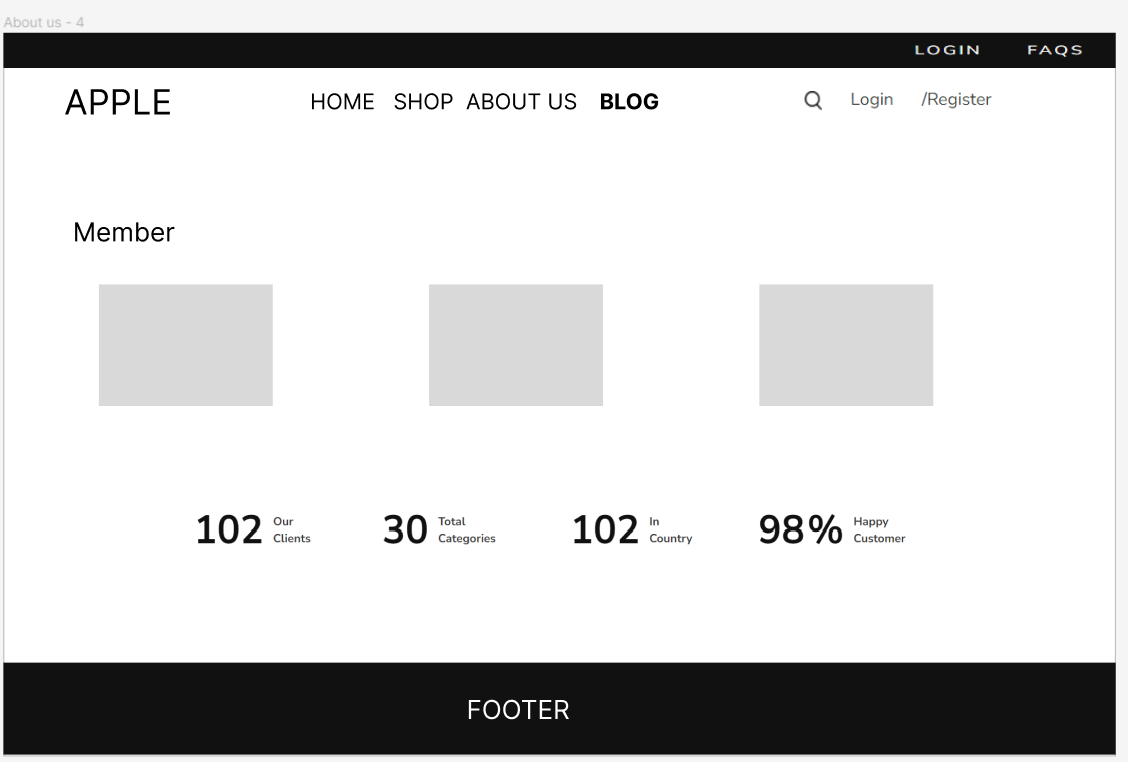 About us - 4
LOGIN FAQS
APPLE HOME SHOP ABOUT US BLOG Login /Register
Member
102 Our Clients 30 Total Categories 102 In Country 98% Happy Customer
FOOTER